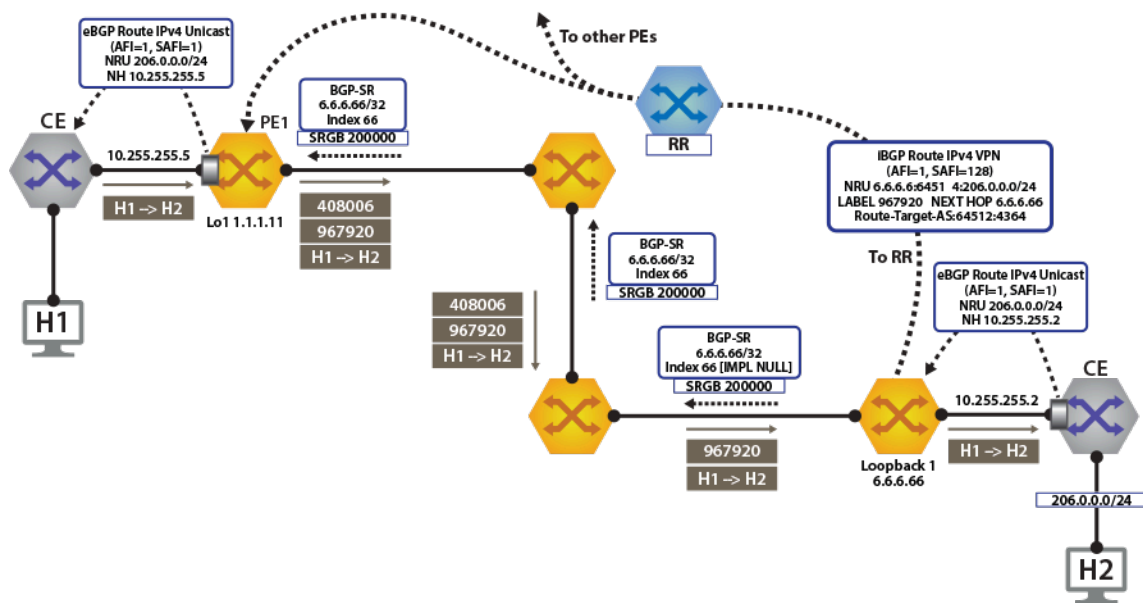 eBGP Route IPv4 Unicast
(AFI=1, SAFI=1)
NRU 206.0.0.0/24
NH 10.255.255.5
To other PEs
BGP-SR
6.6.6.66/32
Index 66
SRGB 200000
CE
PE1
RR
10.255.255.5
H1 --> H2
Lo1 1.1.1.11
408006
967920
H1 --> H2
iBGP Route IPv4 VPN
(AFI=1, SAFI=128)
NRU 6.6.6.6:6451 4:206.0.0.0/24
LABEL 967920 NEXT HOP 6.6.6.66
Route-Target-AS:64512:4364
BGP-SR
6.6.6.66/32
Index 66
SRGB 200000
To RR
eBGP Route IPv4 Unicast
(AFI=1, SAFI=1)
NRU 206.0.0.0/24
NH 10.255.255.2
H1
408006
967920
H1 --> H2
BGP-SR
6.6.6.66/32
Index 66 [IMPL NULL]
SRGB 200000
CE
10.255.255.2
967920
H1 --> H2
Loopback 1
6.6.6.66
H1 --> H2
206.0.0.0/24
H2